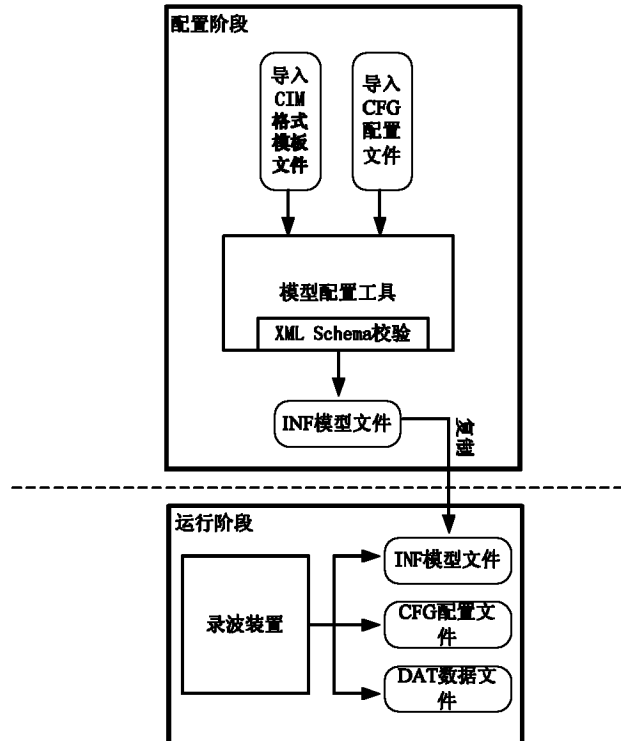 配置阶段
导入
CIM
格式
模板
文件
导入
CFG
配置
文件
模型配置工具
XML Schema校验
INF模型文件
复制
运行阶段
录波装置
INF模型文件
CFG配置文
件
DAT数据文
件